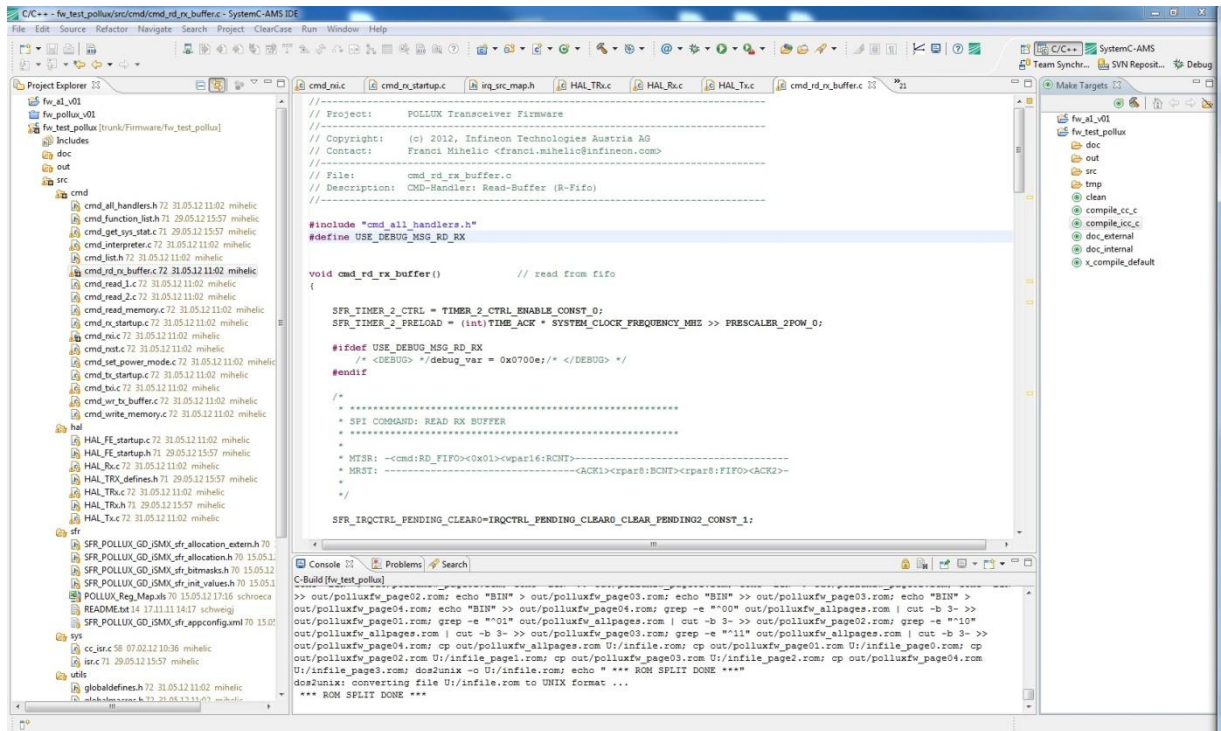 C/C++ - fw_test_pollux/src/cmd/cmd_rd_rx_buffer.c - SystemC-AMS IDE
File Edit Source Refactor Navigate Search Project ClearCase Run Window Help
C/C++ SystemC-AMS
Team Synchr... SVN Reposit... Debug
Project Explorer
fw_a1_v01
fw_pollux_v01
fw_test_pollux [trunk/Firmware/fw_test_pollux]
Includes
doc
out
src
cmd
cmd_all_handlers.h 72 31.05.12 11:02 mihelic
cmd_function_list.h 71 29.05.12 15:57 mihelic
cmd_get_sys_stat.c 71 29.05.12 15:57 mihelic
cmd_interpreter.c 72 31.05.12 11:02 mihelic
cmd_list.h 72 31.05.12 11:02 mihelic
cmd_rd_rx_buffer.c 72 31.05.12 11:02 mihelic
cmd_read_1.c 72 31.05.12 11:02 mihelic
cmd_read_2.c 72 31.05.12 11:02 mihelic
cmd_read_memory.c 72 31.05.12 11:02 mihelic
cmd_rx_startup.c 72 31.05.12 11:02 mihelic
cmd_rxi.c 72 31.05.12 11:02 mihelic
cmd_rxst.c 72 31.05.12 11:02 mihelic
cmd_set_power_mode.c 72 31.05.12 11:02 mihelic
cmd_tx_startup.c 72 31.05.12 11:02 mihelic
cmd_txi.c 72 31.05.12 11:02 mihelic
cmd_wr_tx_buffer.c 72 31.05.12 11:02 mihelic
cmd_write_memory.c 72 31.05.12 11:02 mihelic
hal
HAL_FE_startup.c 72 31.05.12 11:02 mihelic
HAL_FE_startup.h 71 29.05.12 15:57 mihelic
HAL_Rx.c 72 31.05.12 11:02 mihelic
HAL_TRX_defines.h 71 29.05.12 15:57 mihelic
HAL_TRx.c 72 31.05.12 11:02 mihelic
HAL_TRx.h 71 29.05.12 15:57 mihelic
HAL_Tx.c 72 31.05.12 11:02 mihelic
sfr
SFR_POLLUX_GD_iSMX_sfr_allocation_extern.h 70
SFR_POLLUX_GD_iSMX_sfr_allocation.h 70 15.05.1
SFR_POLLUX_GD_iSMX_sfr_bitmasks.h 70 15.05.12
SFR_POLLUX_GD_iSMX_sfr_init_values.h 70 15.05.1
POLLUX_Reg_Map.xls 70 15.05.12 17:16 schroeca
README.txt 14 17.11.11 14:17 schweigj
SFR_POLLUX_GD_iSMX_sfr_appconfig.xml 70 15.05
sys
cc_isr.c 58 07.02.12 10:36 mihelic
isr.c 71 29.05.12 15:57 mihelic
utils
globaldefines.h 72 31.05.12 11:02 mihelic
cmd_rxi.c cmd_rx_startup.c irq_src_map.h HAL_TRx.c HAL_Rx.c HAL_Tx.c cmd_rd_rx_buffer.c »21
//--------------------------------------------------------------------------
// Project: POLLUX Transceiver Firmware
//--------------------------------------------------------------------------
// Copyright: (c) 2012, Infineon Technologies Austria AG
// Contact: Franci Mihelic <franci.mihelic@infineon.com>
//--------------------------------------------------------------------------
// File: cmd_rd_rx_buffer.c
// Description: CMD-Handler: Read-Buffer (R-Fifo)
//--------------------------------------------------------------------------
#include "cmd_all_handlers.h"
#define USE_DEBUG_MSG_RD_RX
void cmd_rd_rx_buffer() // read from fifo
{
SFR_TIMER_2_CTRL = TIMER_2_CTRL_ENABLE_CONST_0;
SFR_TIMER_2_PRELOAD = (int)TIME_ACK * SYSTEM_CLOCK_FREQUENCY_MHZ >> PRESCALER_2POW_0;
#ifdef USE_DEBUG_MSG_RD_RX
/* <DEBUG> */debug_var = 0x0700e;/* </DEBUG> */
#endif
/*
* *******************************************************
* SPI COMMAND: READ RX BUFFER
* *******************************************************
*
* MTSR: -<cmd:RD_FIFO><0x01><wpar16:RCNT>------------------------------------
* MRST: --------------------------------<ACK1><rpar8:BCNT><rpar8:FIFO><ACK2>-
*
*/
SFR_IRQCTRL_PENDING_CLEAR0=IRQCTRL_PENDING_CLEAR0_CLEAR_PENDING2_CONST_1;
Console Problems Search
C-Build [fw_test_pollux]
>> out/polluxfw_page02.rom; echo "BIN" > out/polluxfw_page03.rom; echo "BIN" >> out/polluxfw_page03.rom; echo "BIN" >
out/polluxfw_page04.rom; echo "BIN" >> out/polluxfw_page04.rom; grep -e "^00" out/polluxfw_allpages.rom | cut -b 3- >>
out/polluxfw_page01.rom; grep -e "^01" out/polluxfw_allpages.rom | cut -b 3- >> out/polluxfw_page02.rom; grep -e "^10"
out/polluxfw_allpages.rom | cut -b 3- >> out/polluxfw_page03.rom; grep -e "^11" out/polluxfw_allpages.rom | cut -b 3- >>
out/polluxfw_page04.rom; cp out/polluxfw_allpages.rom U:/infile.rom; cp out/polluxfw_page01.rom U:/infile_page0.rom; cp
out/polluxfw_page02.rom U:/infile_page1.rom; cp out/polluxfw_page03.rom U:/infile_page2.rom; cp out/polluxfw_page04.rom
U:/infile_page3.rom; dos2unix -o U:/infile.rom; echo " *** ROM SPLIT DONE ***"
dos2unix: converting file U:/infile.rom to UNIX format ...
*** ROM SPLIT DONE ***
Make Targets
fw_a1_v01
fw_test_pollux
doc
out
src
tmp
clean
compile_cc_c
compile_icc_c
doc_external
doc_internal
x_compile_default